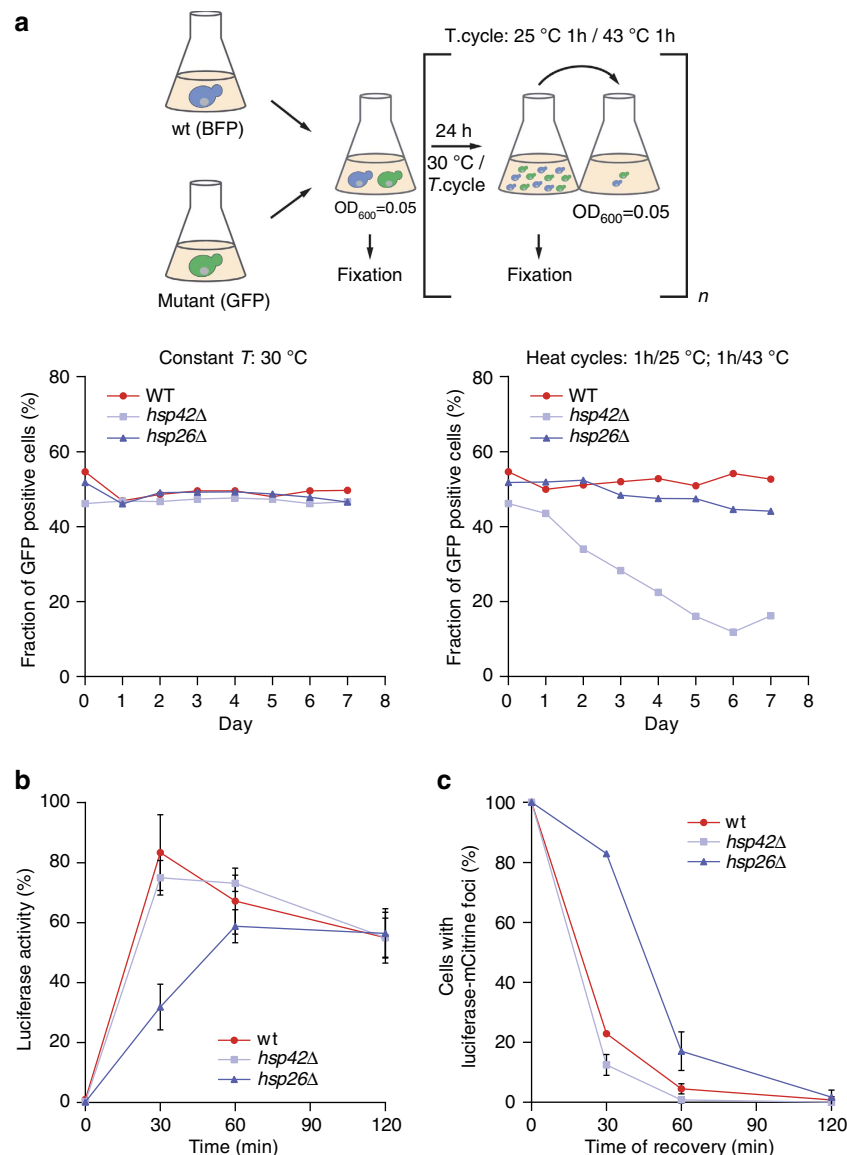 a
T.cycle: 25 °C 1h / 43 °C 1h
wt (BFP)
Mutant (GFP)
OD600=0.05
Fixation
24 h
30 °C /
T.cycle
OD600=0.05
Fixation
n
Constant T: 30 °C
WT
hsp42Δ
hsp26Δ
Fraction of GFP positive cells (%)
80
60
40
20
0
0 1 2 3 4 5 6 7 8
Day
Heat cycles: 1h/25 °C; 1h/43 °C
WT
hsp42Δ
hsp26Δ
Fraction of GFP positive cells (%)
80
60
40
20
0
0 1 2 3 4 5 6 7 8
Day
b
Luciferase activity (%)
100
80
60
40
20
0
wt
hsp42Δ
hsp26Δ
0 30 60 90 120
Time (min)
c
Cells with
luciferase-mCitrine foci (%)
100
80
60
40
20
0
wt
hsp42Δ
hsp26Δ
0 30 60 90 120
Time of recovery (min)